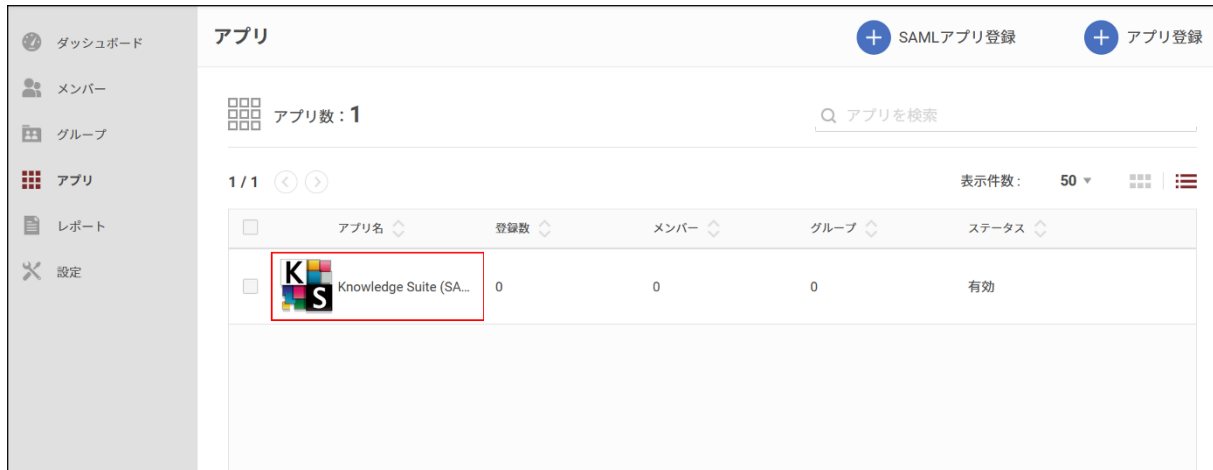 ダッシュボード
メンバー
グループ
アプリ
レポート
設定
アプリ
SAMLアプリ登録
アプリ登録
アプリ数：1
アプリを検索
1 / 1
表示件数： 50
アプリ名 登録数 メンバー グループ ステータス
K S Knowledge Suite (SA... 0 0 0 有効